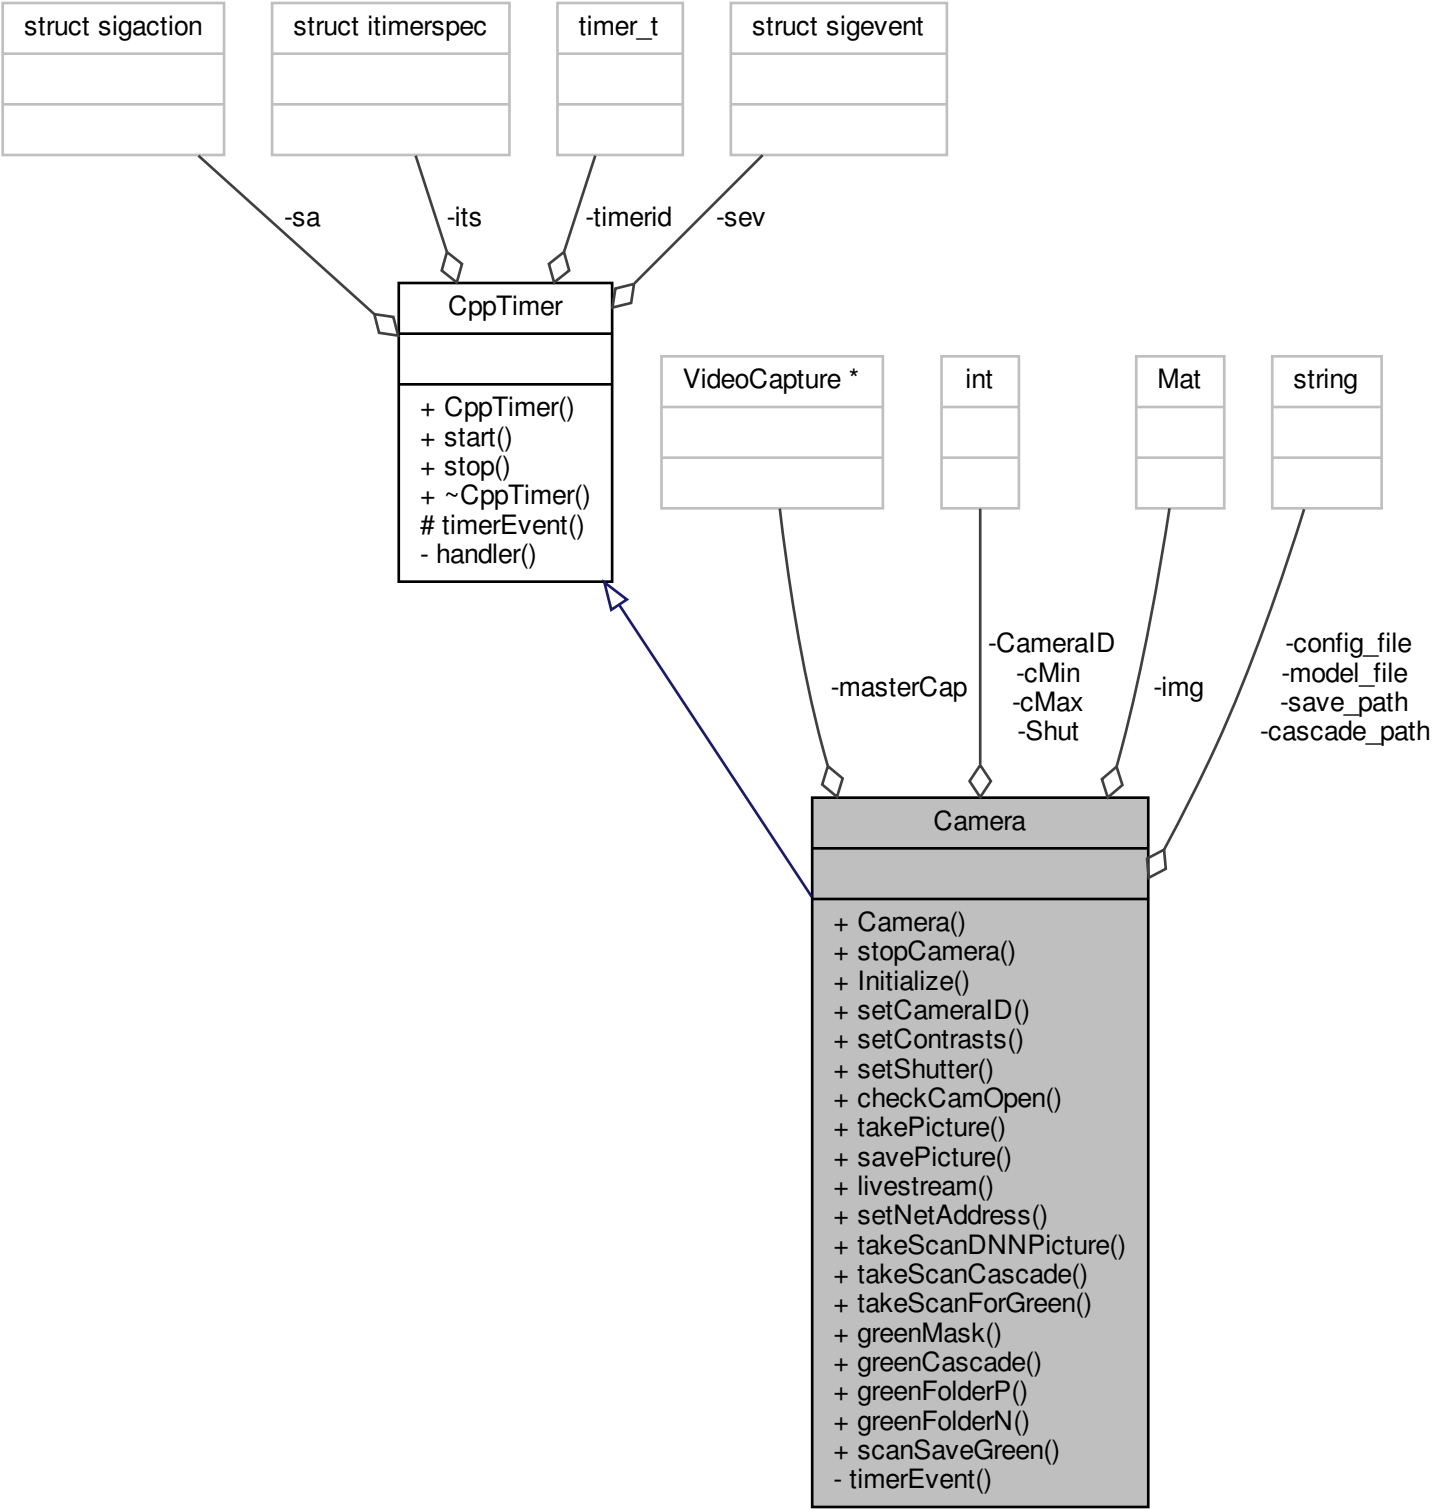 struct sigaction
struct itimerspec
timer_t
struct sigevent
-sa
-its
-timerid
-sev
CppTimer
+ CppTimer()
+ start()
+ stop()
+ ~CppTimer()
# timerEvent()
- handler()
VideoCapture *
int
Mat
string
-masterCap
-CameraID
-cMin
-cMax
-Shut
-img
-config_file
-model_file
-save_path
-cascade_path
Camera
+ Camera()
+ stopCamera()
+ Initialize()
+ setCameraID()
+ setContrasts()
+ setShutter()
+ checkCamOpen()
+ takePicture()
+ savePicture()
+ livestream()
+ setNetAddress()
+ takeScanDNNPicture()
+ takeScanCascade()
+ takeScanForGreen()
+ greenMask()
+ greenCascade()
+ greenFolderP()
+ greenFolderN()
+ scanSaveGreen()
- timerEvent()